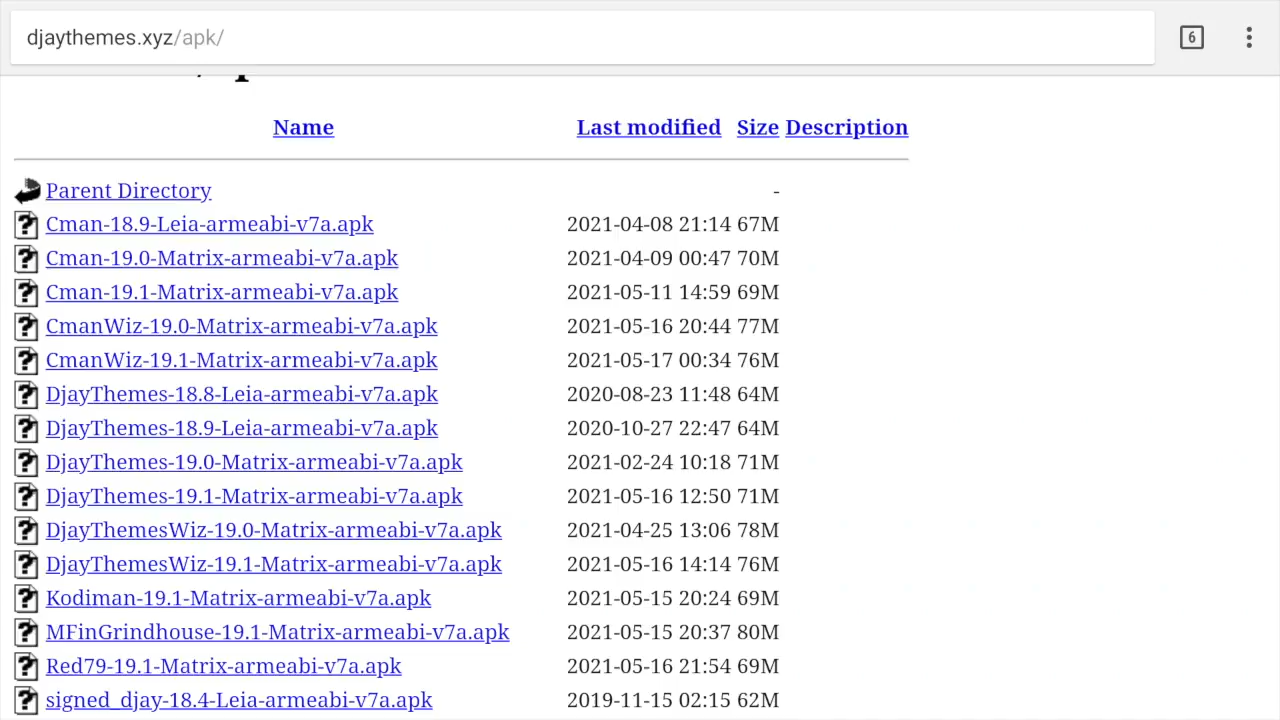 djaythemes.xyz/apk/
6
Name Last modified Size Description
Parent Directory -
Cman-18.9-Leia-armeabi-v7a.apk 2021-04-08 21:14 67M
Cman-19.0-Matrix-armeabi-v7a.apk 2021-04-09 00:47 70M
Cman-19.1-Matrix-armeabi-v7a.apk 2021-05-11 14:59 69M
CmanWiz-19.0-Matrix-armeabi-v7a.apk 2021-05-16 20:44 77M
CmanWiz-19.1-Matrix-armeabi-v7a.apk 2021-05-17 00:34 76M
DjayThemes-18.8-Leia-armeabi-v7a.apk 2020-08-23 11:48 64M
DjayThemes-18.9-Leia-armeabi-v7a.apk 2020-10-27 22:47 64M
DjayThemes-19.0-Matrix-armeabi-v7a.apk 2021-02-24 10:18 71M
DjayThemes-19.1-Matrix-armeabi-v7a.apk 2021-05-16 12:50 71M
DjayThemesWiz-19.0-Matrix-armeabi-v7a.apk 2021-04-25 13:06 78M
DjayThemesWiz-19.1-Matrix-armeabi-v7a.apk 2021-05-16 14:14 76M
Kodiman-19.1-Matrix-armeabi-v7a.apk 2021-05-15 20:24 69M
MFinGrindhouse-19.1-Matrix-armeabi-v7a.apk 2021-05-15 20:37 80M
Red79-19.1-Matrix-armeabi-v7a.apk 2021-05-16 21:54 69M
signed_djay-18.4-Leia-armeabi-v7a.apk 2019-11-15 02:15 62M